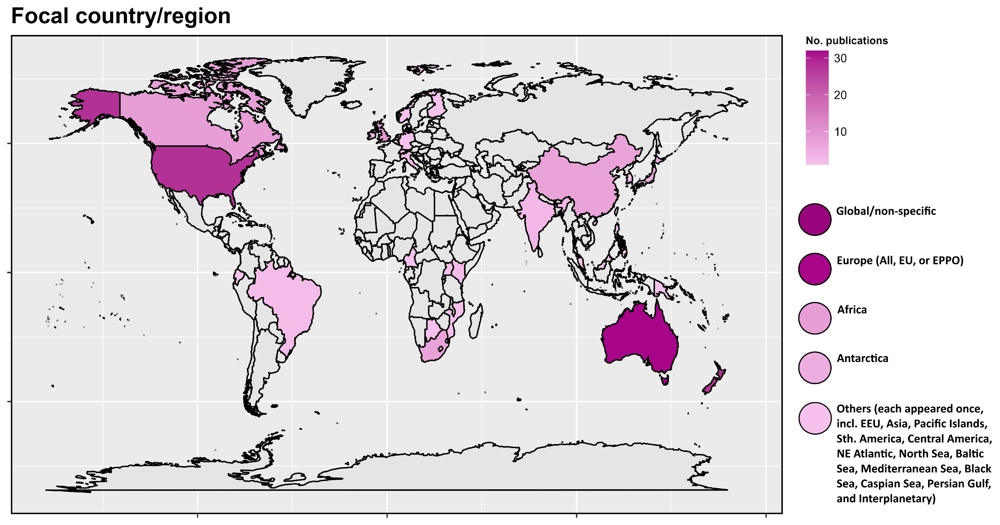 Focal country/region
No. publications
30
20
10
Global/non-specific
Europe (All, EU, or EPPO)
Africa
Antarctica
Others (each appeared once,
incl. EEU, Asia, Pacific Islands,
Sth. America, Central America,
NE Atlantic, North Sea, Baltic
Sea, Mediterranean Sea, Black
Sea, Caspian Sea, Persian Gulf,
and Interplanetary)